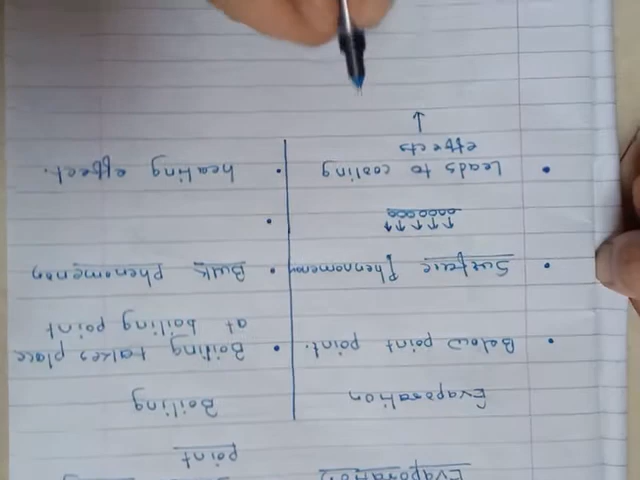 Evaporation
point
Evaporation Boiling
• Below point point. • Boiling takes place
at boiling point
• Surface Phenomenon • Bulk Phenomenon
↑↑↑↑↑
•
• Leads to cooling • heating effect.
effects
↓